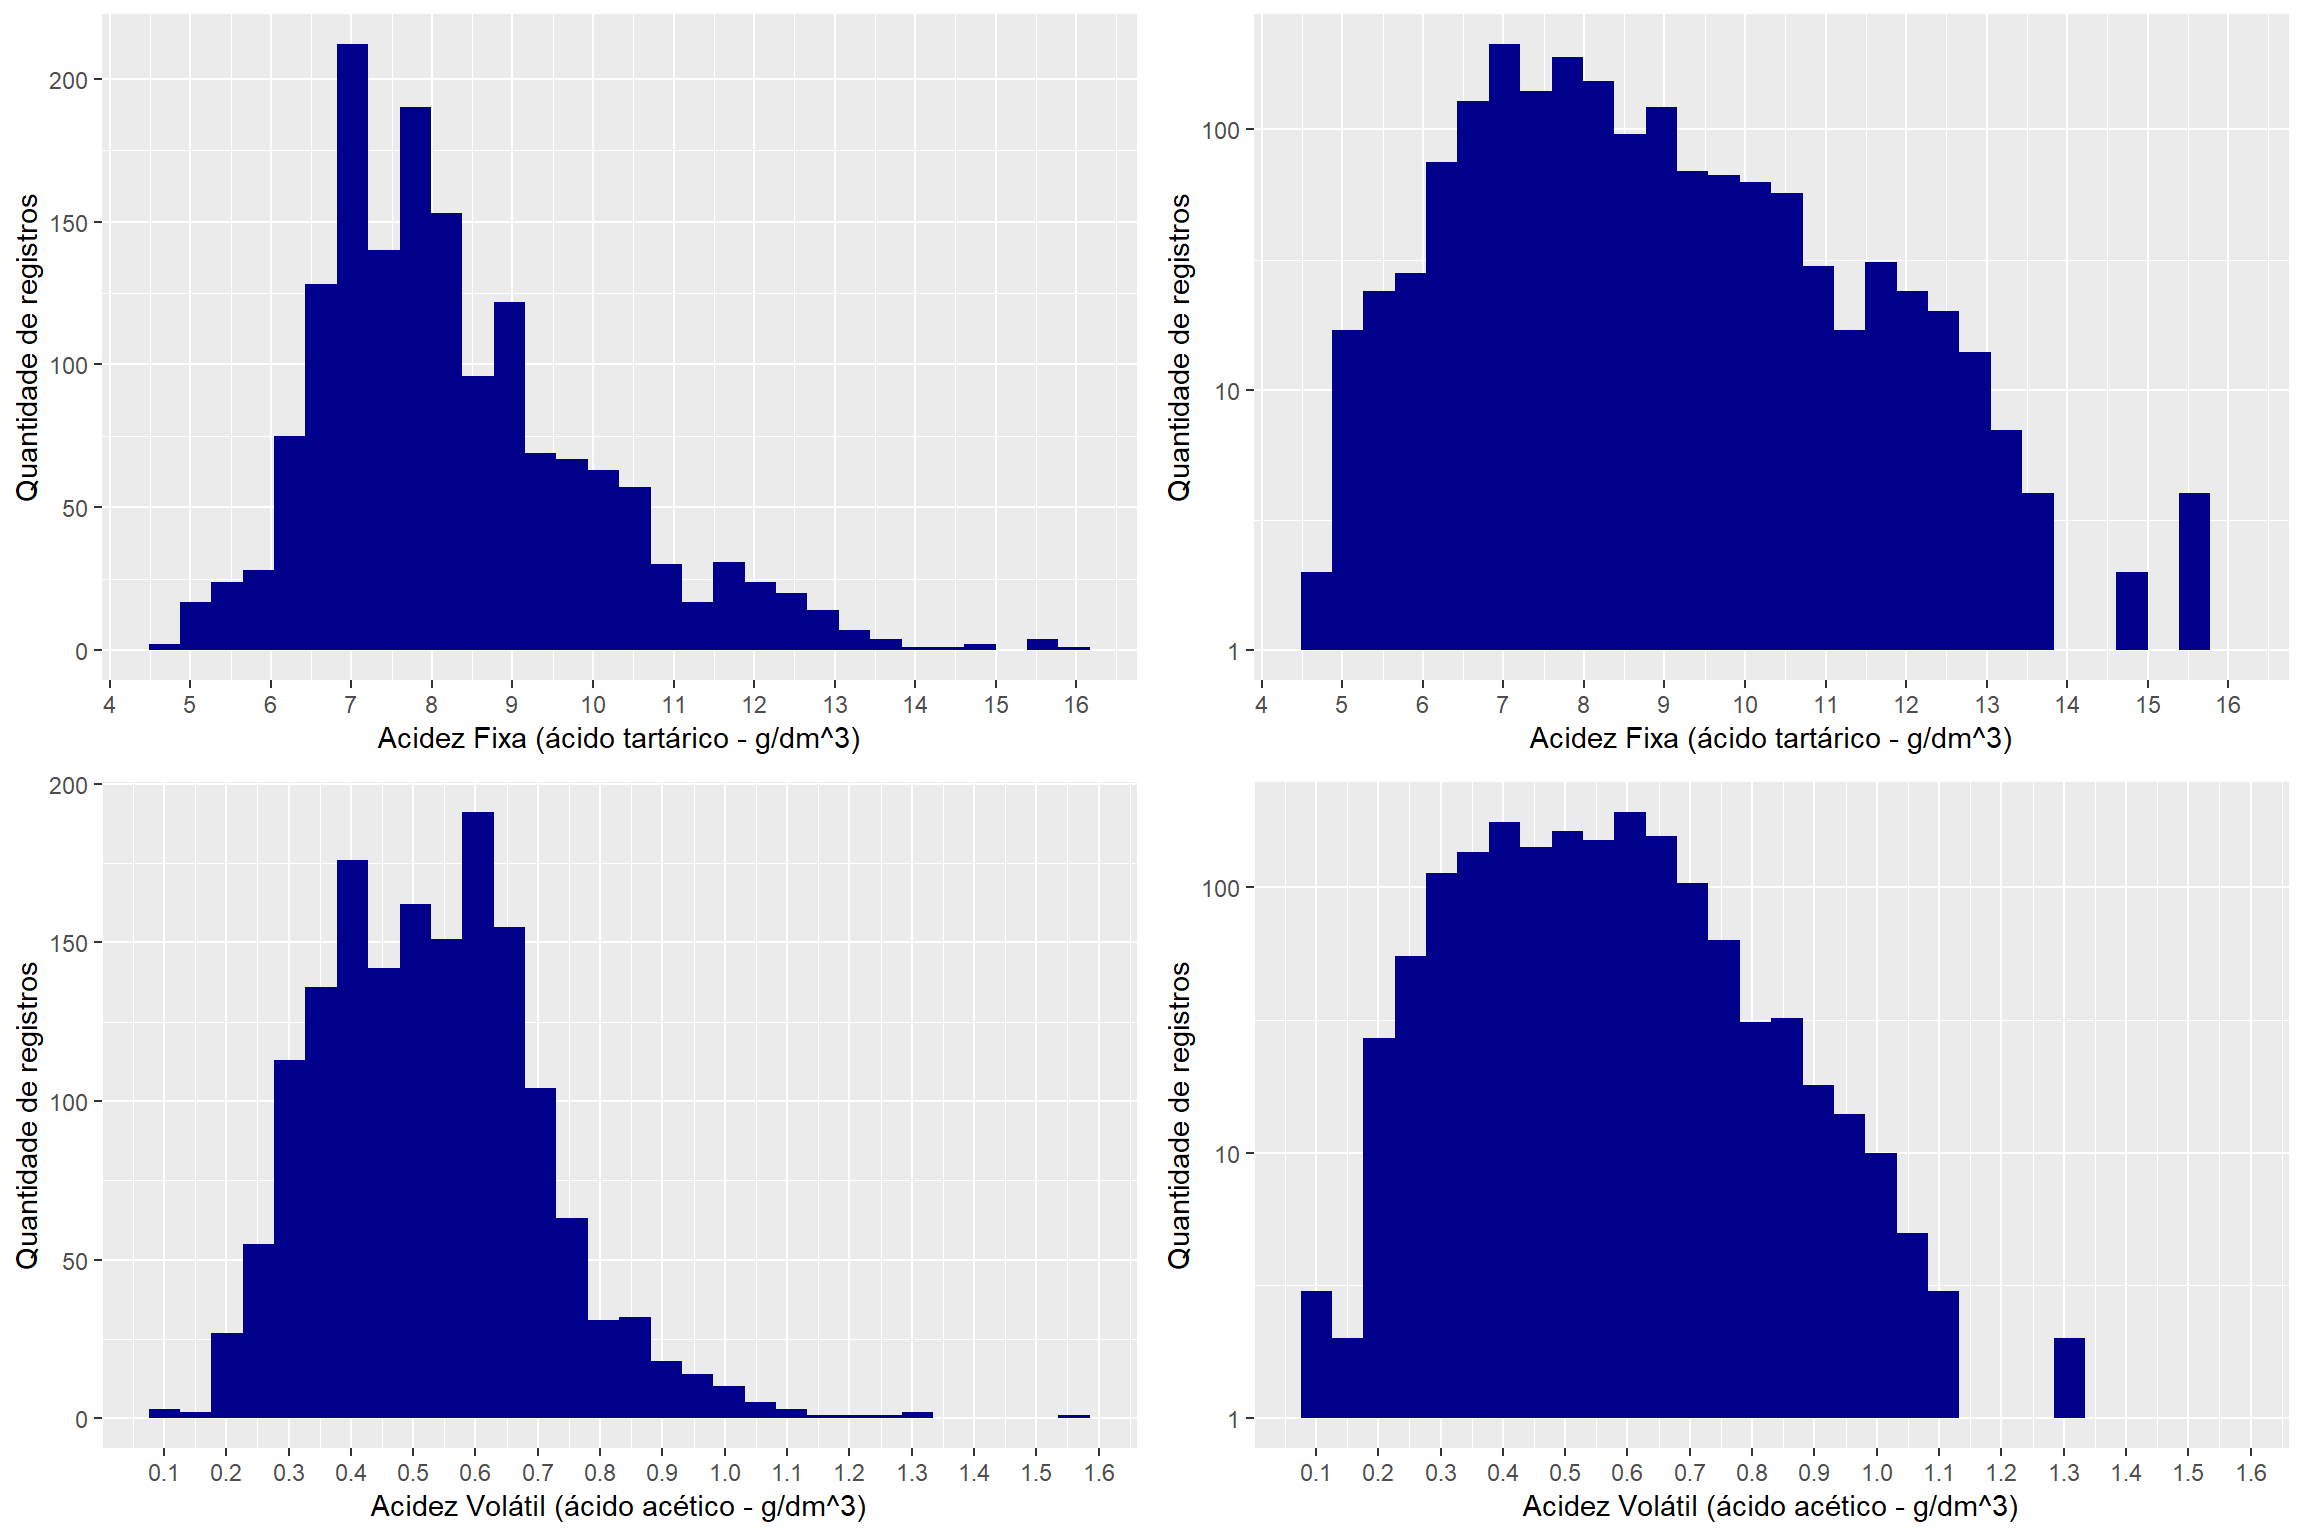 Quantidade de registros
200
150
100
50
0
4 5 6 7 8 9 10 11 12 13 14 15 16
Acidez Fixa (ácido tartárico - g/dm^3)
Quantidade de registros
100
10
1
4 5 6 7 8 9 10 11 12 13 14 15 16
Acidez Fixa (ácido tartárico - g/dm^3)
Quantidade de registros
200
150
100
50
0
0.1 0.2 0.3 0.4 0.5 0.6 0.7 0.8 0.9 1.0 1.1 1.2 1.3 1.4 1.5 1.6
Acidez Volátil (ácido acético - g/dm^3)
Quantidade de registros
100
10
1
0.1 0.2 0.3 0.4 0.5 0.6 0.7 0.8 0.9 1.0 1.1 1.2 1.3 1.4 1.5 1.6
Acidez Volátil (ácido acético - g/dm^3)